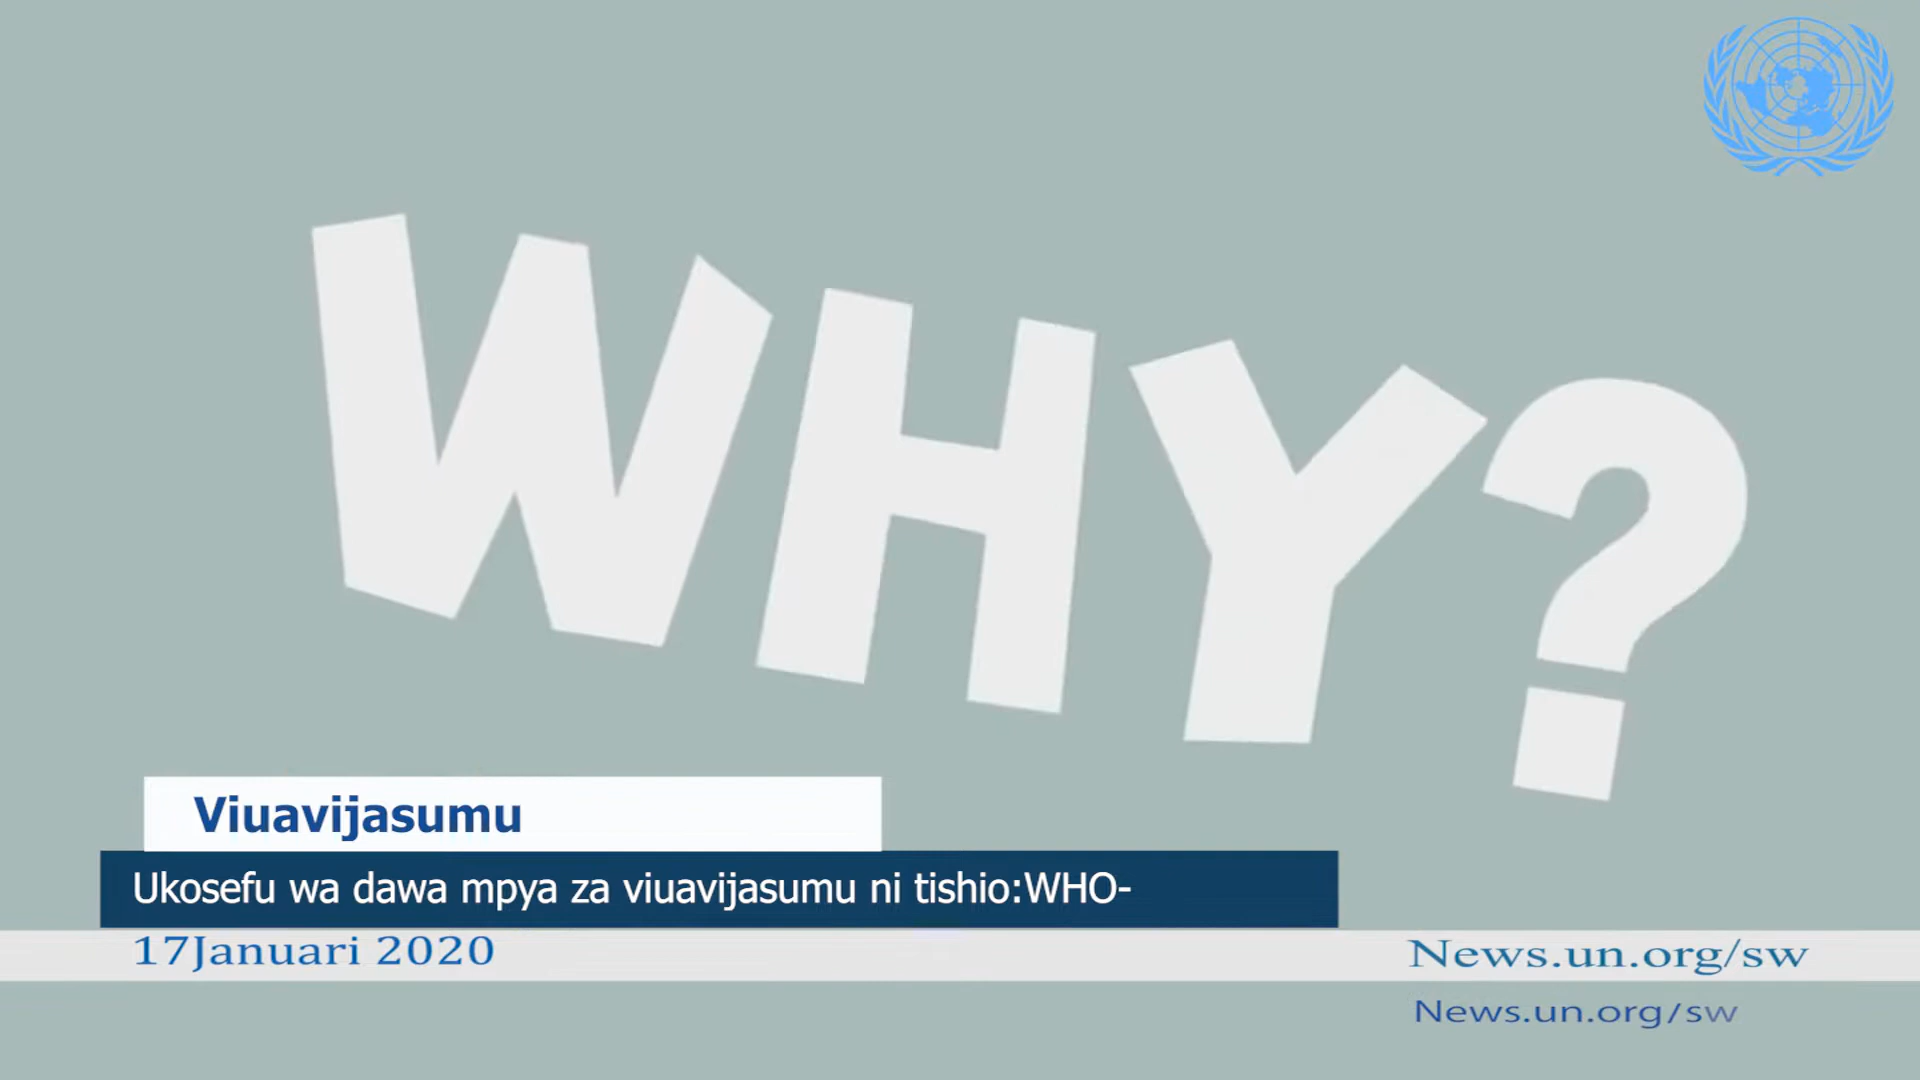 WHY?
Viuavijasumu
Ukosefu wa dawa mpya za viuavijasumu ni tishio:WHO-
17Januari 2020
News.un.org/sw
News.un.org/sw